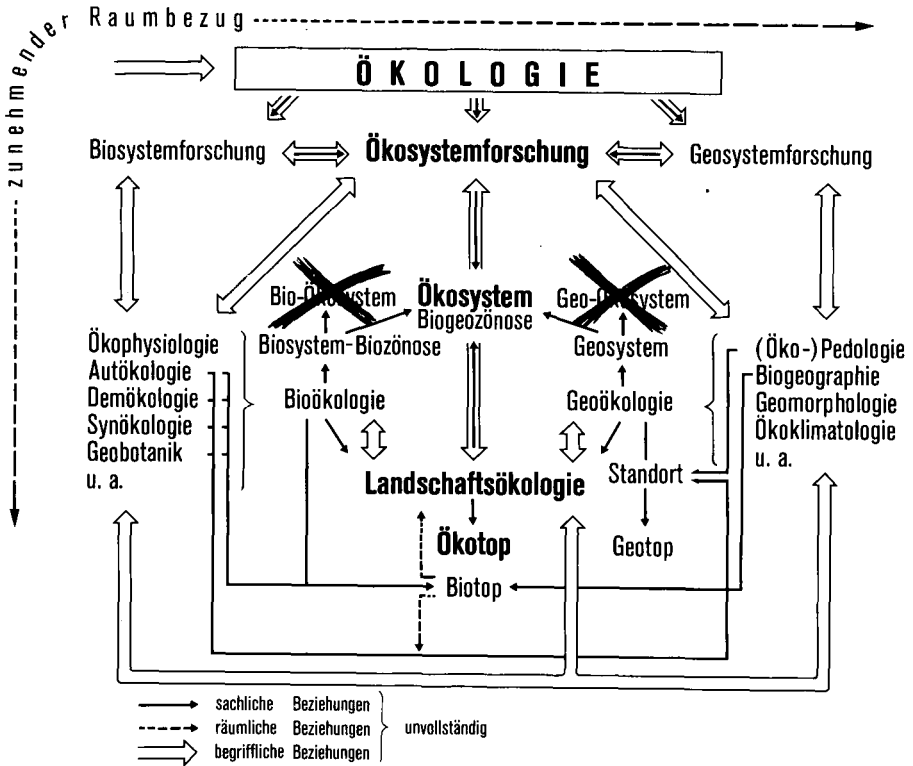 zunehmender Raumbezug
ÖKOLOGIE
Biosystemforschung
Ökosystemforschung
Geosystemforschung
Bio-Ökosystem
Ökosystem
Biogeozönose
Geo-Ökosystem
Ökophysiologie
Autökologie
Demökologie
Synökologie
Geobotanik
u. a.
Biosystem-Biozönose
Geosystem
Bioökologie
Geoökologie
(Öko-)Pedologie
Biogeographie
Geomorphologie
Ökoklimatologie
u. a.
Landschaftsökologie
Standort
Ökotop
Geotop
Biotop
sachliche Beziehungen
räumliche Beziehungen
begriffliche Beziehungen
unvollständig